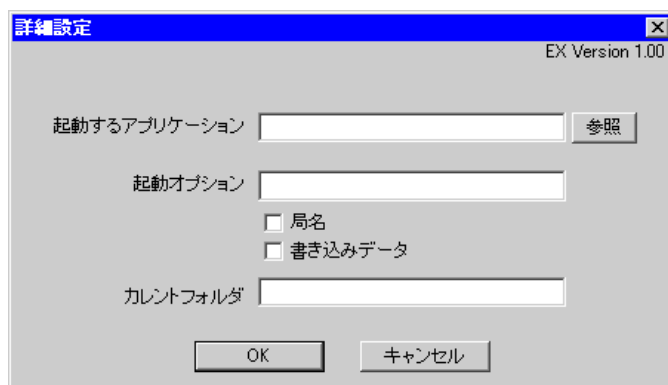 詳細設定
EX Version 1.00
起動するアプリケーション 参照
起動オプション
局名
書き込みデータ
カレントフォルダ
OK キャンセル